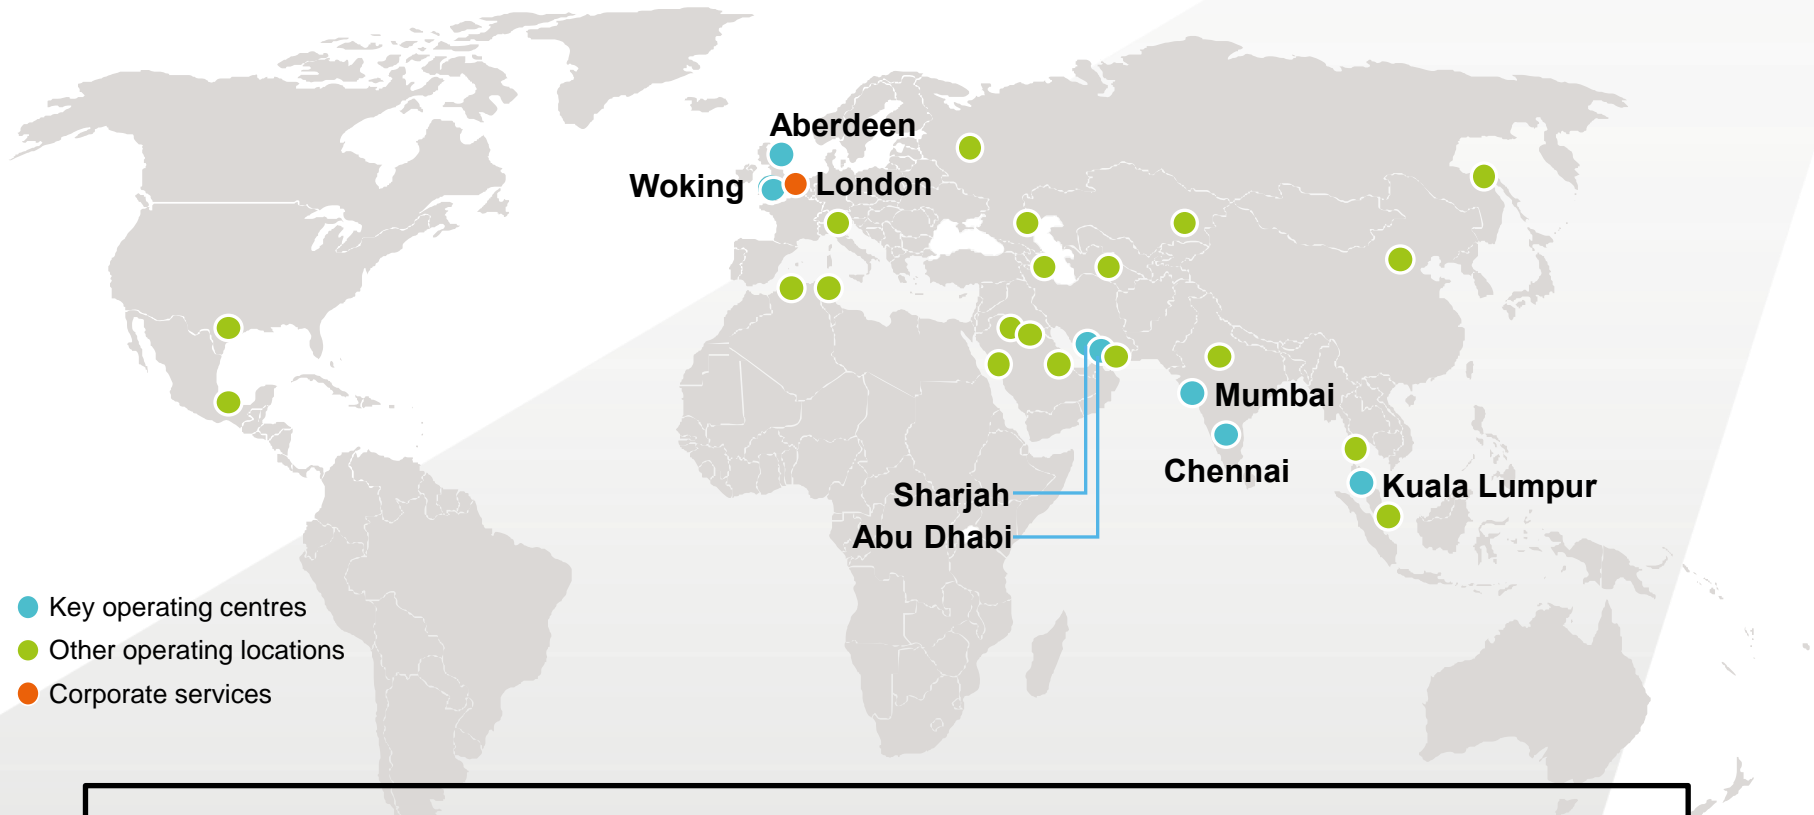 Aberdeen
Woking
London
Mumbai
Chennai
Sharjah
Kuala Lumpur
Abu Dhabi
Key operating centres
Other operating locations
Corporate services